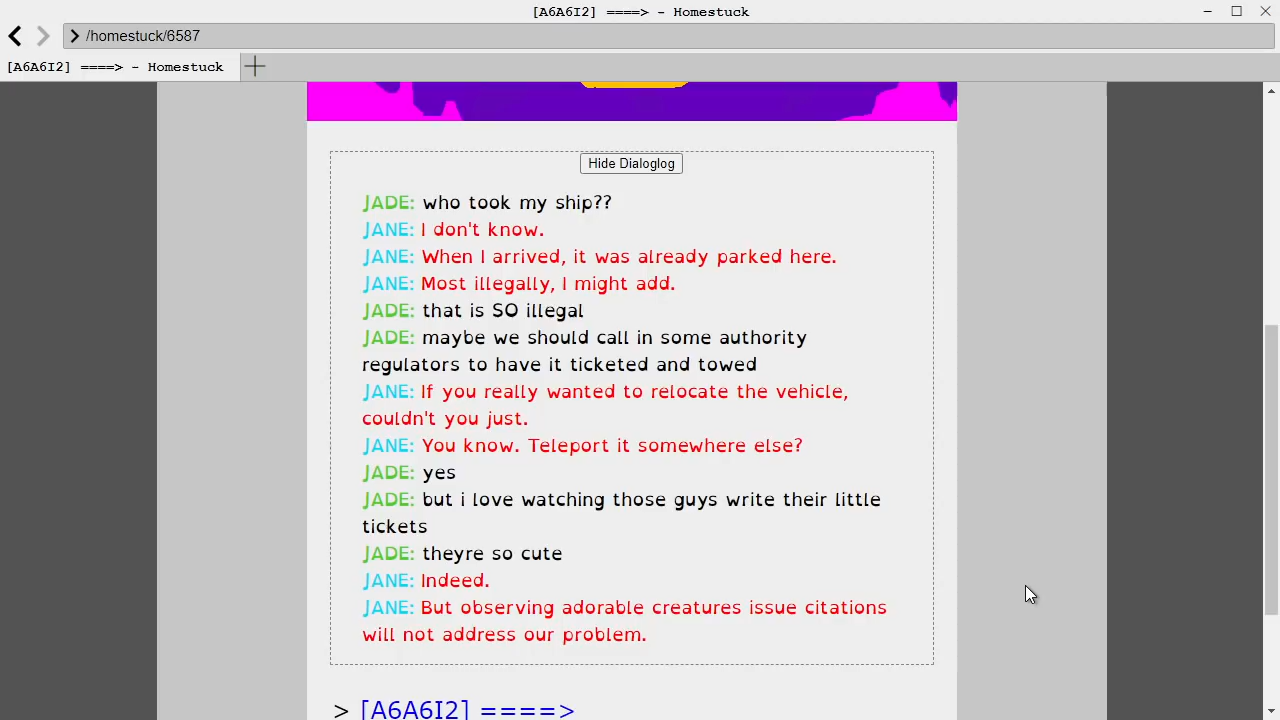 [A6A6I2] ====> - Homestuck
/homestuck/6587
[A6A6I2] ====> - Homestuck
Hide Dialoglog
JADE: who took my ship??
JANE: I don't know.
JANE: When I arrived, it was already parked here.
JANE: Most illegally, I might add.
JADE: that is SO illegal
JADE: maybe we should call in some authority
regulators to have it ticketed and towed
JANE: If you really wanted to relocate the vehicle,
couldn't you just.
JANE: You know. Teleport it somewhere else?
JADE: yes
JADE: but i love watching those guys write their little
tickets
JADE: theyre so cute
JANE: Indeed.
JANE: But observing adorable creatures issue citations
will not address our problem.
> [A6A6I2] ====>